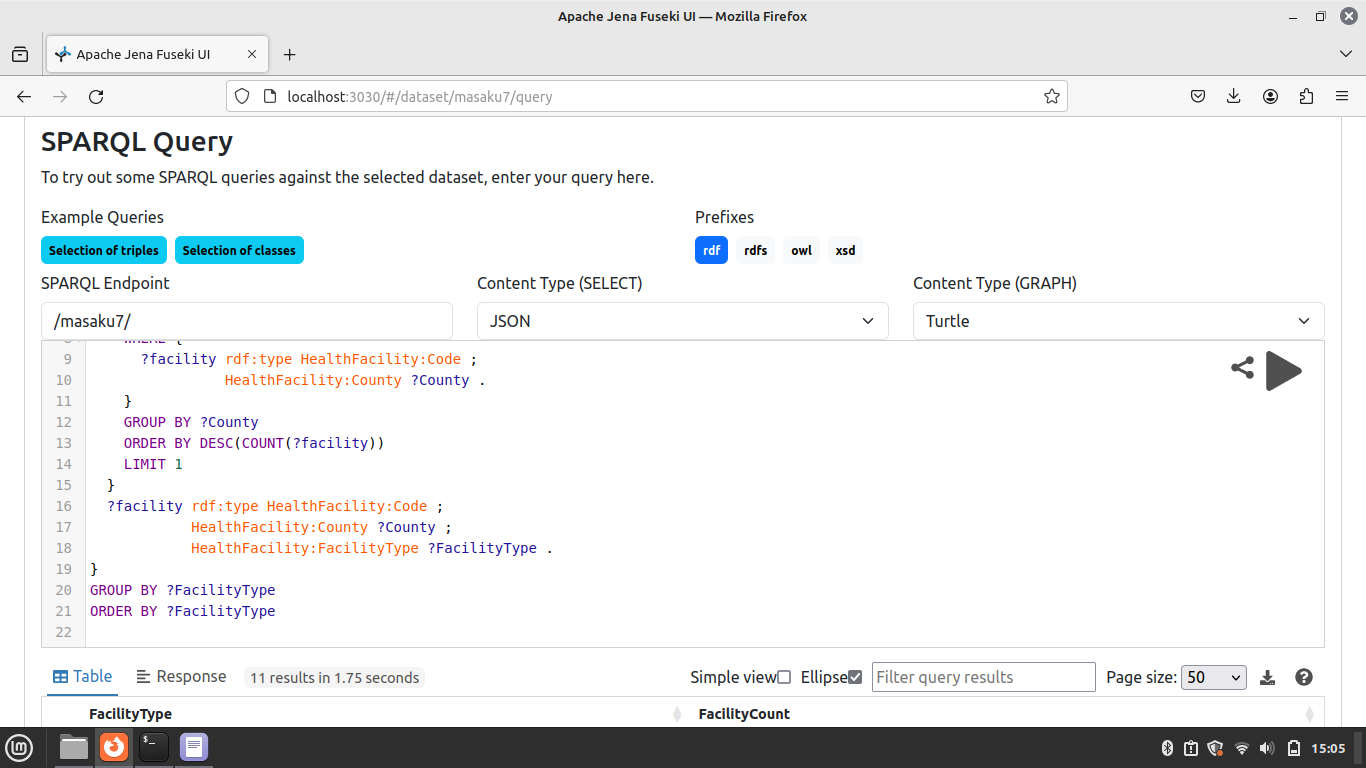 Apache Jena Fuseki UI — Mozilla Firefox
Apache Jena Fuseki UI
localhost:3030/#/dataset/masaku7/query
SPARQL Query
To try out some SPARQL queries against the selected dataset, enter your query here.
Example Queries
Prefixes
Selection of triples
Selection of classes
rdf
rdfs
owl
xsd
SPARQL Endpoint
Content Type (SELECT)
Content Type (GRAPH)
/masaku7/
JSON
Turtle
8 WHERE {
9 ?facility rdf:type HealthFacility:Code ;
10 HealthFacility:County ?County .
11 }
12 GROUP BY ?County
13 ORDER BY DESC(COUNT(?facility))
14 LIMIT 1
15 }
16 ?facility rdf:type HealthFacility:Code ;
17 HealthFacility:County ?County ;
18 HealthFacility:FacilityType ?FacilityType .
19 }
20 GROUP BY ?FacilityType
21 ORDER BY ?FacilityType
22
Table
Response
11 results in 1.75 seconds
Simple view
Ellipse
Filter query results
Page size:
50
FacilityType
FacilityCount
15:05